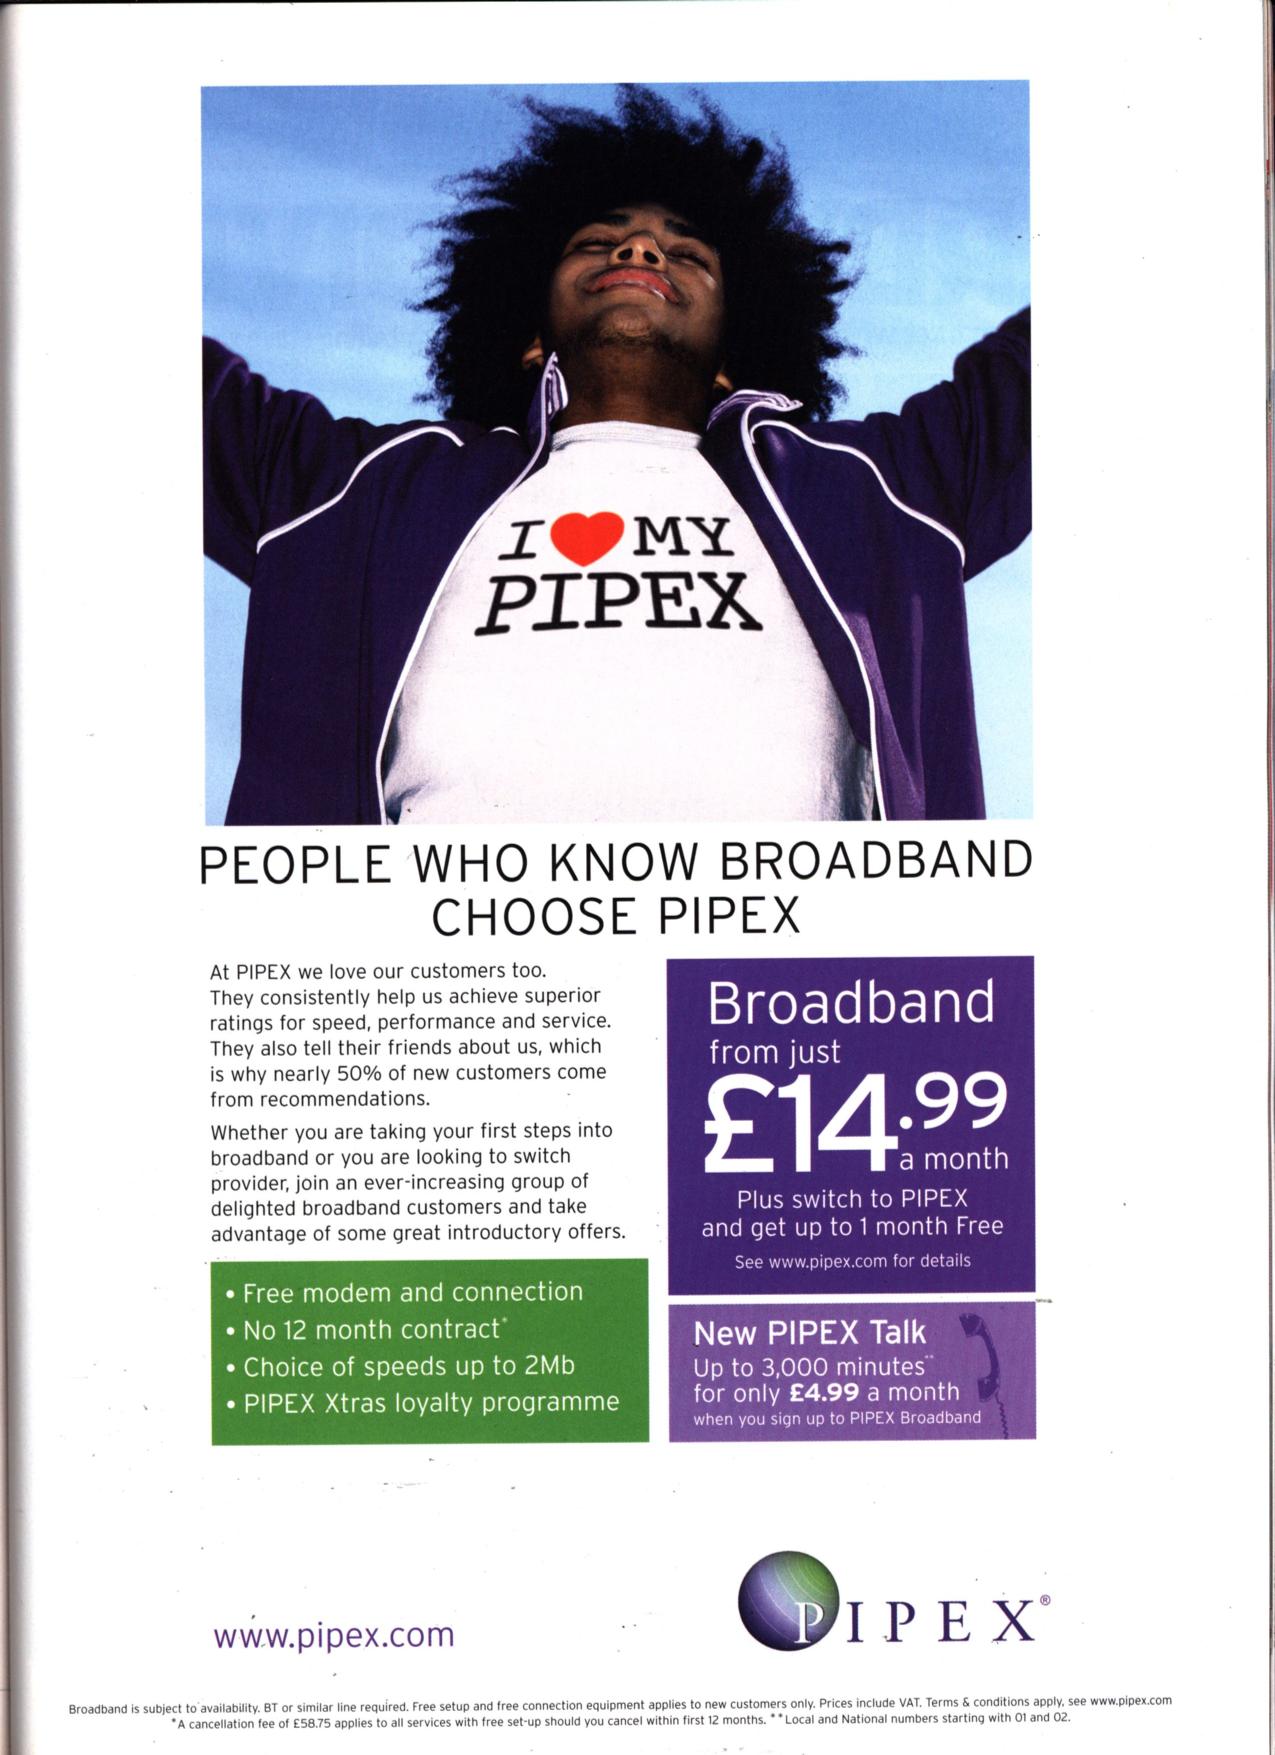 I ♥ MY
PIPEX
PEOPLE WHO KNOW BROADBAND
CHOOSE PIPEX
At PIPEX we love our customers too.
They consistently help us achieve superior
ratings for speed, performance and service.
They also tell their friends about us, which
is why nearly 50% of new customers come
from recommendations.
Whether you are taking your first steps into
broadband or you are looking to switch
provider, join an ever-increasing group of
delighted broadband customers and take
advantage of some great introductory offers.
• Free modem and connection
• No 12 month contract*
• Choice of speeds up to 2Mb
• PIPEX Xtras loyalty programme
Broadband
from just
£14.99
a month
Plus switch to PIPEX
and get up to 1 month Free
See www.pipex.com for details
New PIPEX Talk
Up to 3,000 minutes**
for only £4.99 a month
when you sign up to PIPEX Broadband
www.pipex.com
PIPEX®
Broadband is subject to availability. BT or similar line required. Free setup and free connection equipment applies to new customers only. Prices include VAT. Terms & conditions apply, see www.pipex.com
*A cancellation fee of £58.75 applies to all services with free set-up should you cancel within first 12 months. **Local and National numbers starting with 01 and 02.